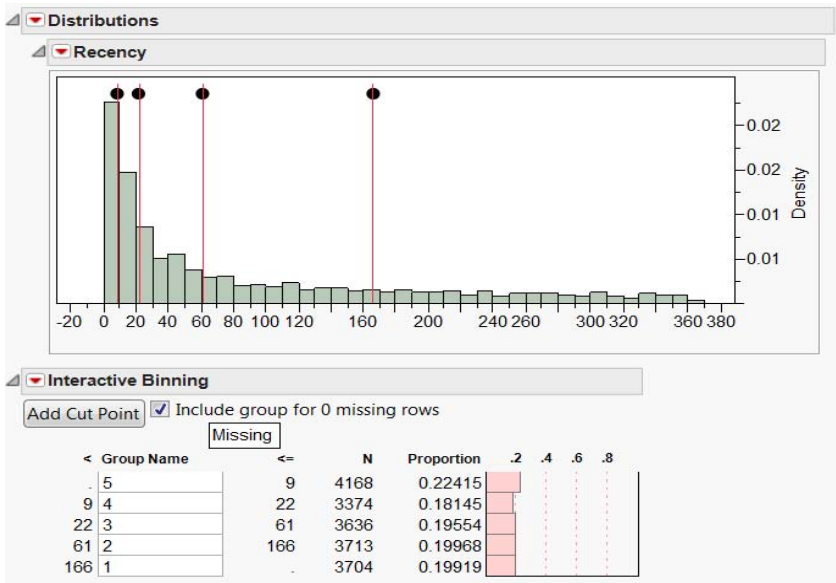 Distributions
Recency
0.02
0.02
0.01
0.01
Density
-20 0 20 40 60 80 100 120 160 200 240 260 300 320 360 380
Interactive Binning
Add Cut Point Include group for 0 missing rows
Missing
< Group Name <= N Proportion .2 .4 .6 .8
. 5 9 4168 0.22415
9 4 22 3374 0.18145
22 3 61 3636 0.19554
61 2 166 3713 0.19968
166 1 . 3704 0.19919